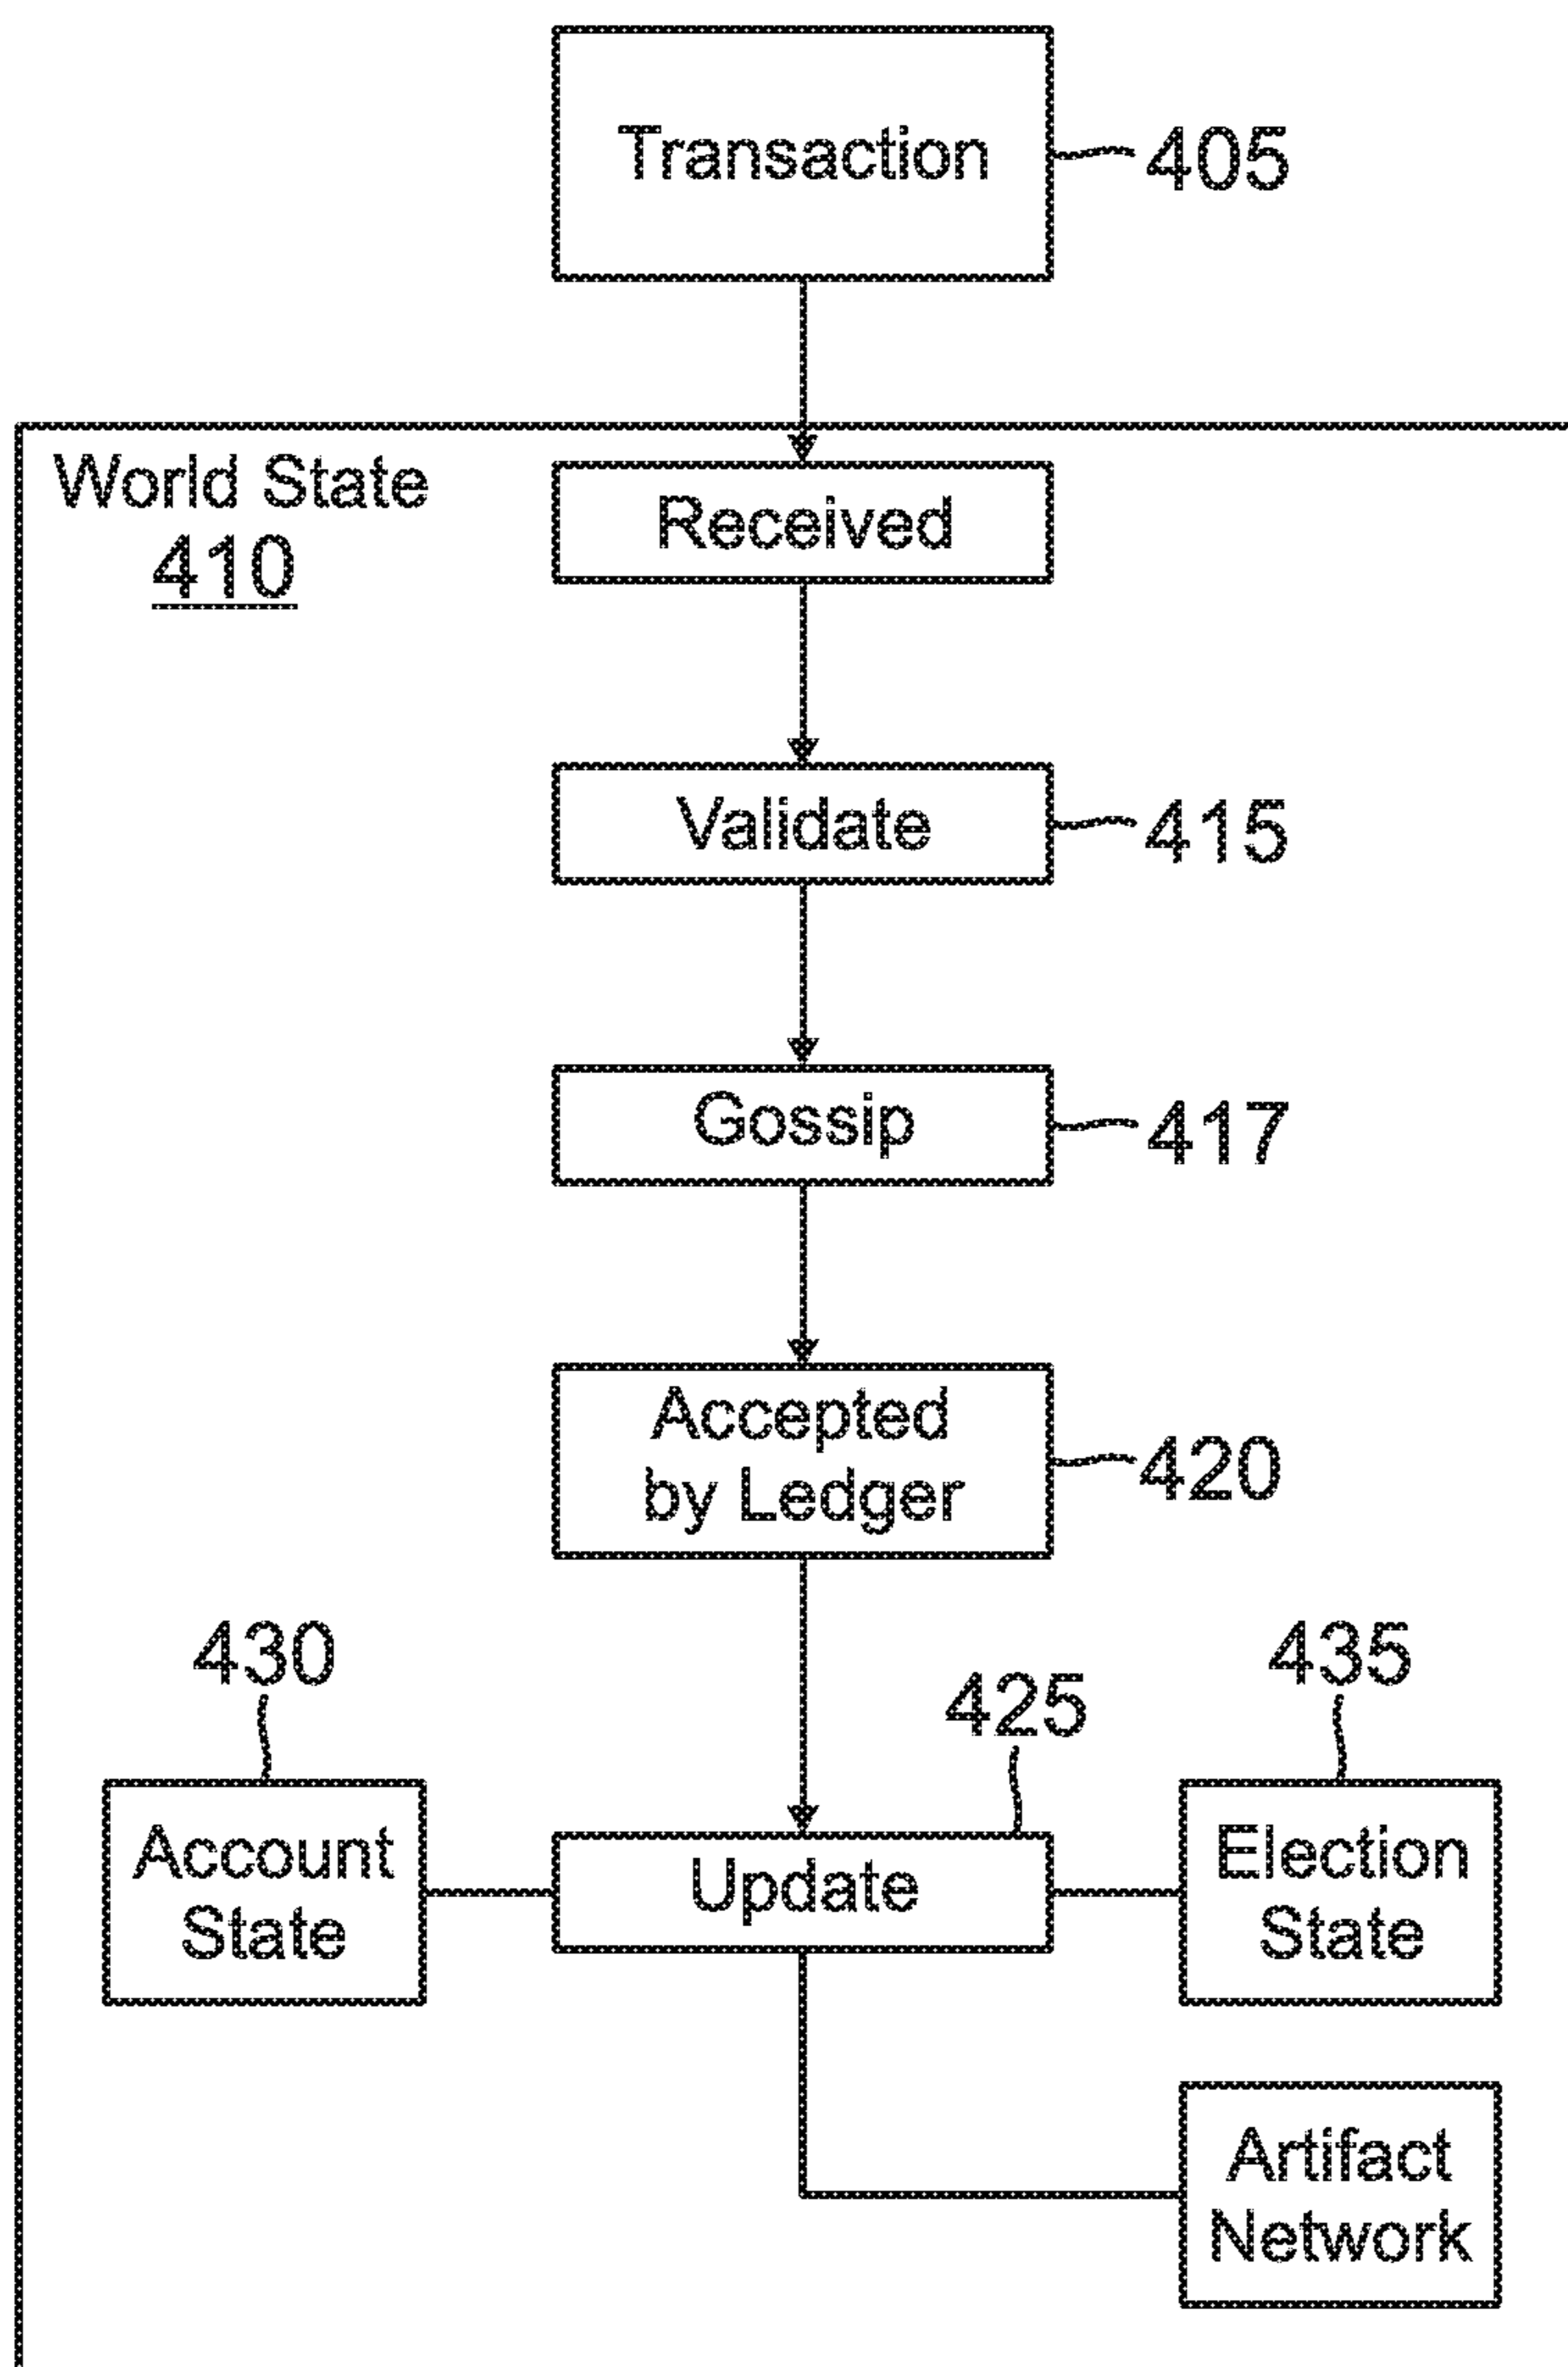 Transaction
405
World State
410
Received
Validate
415
Gossip
417
Accepted
by Ledger
420
430
425
435
Account
State
Update
Election
State
Artifact
Network